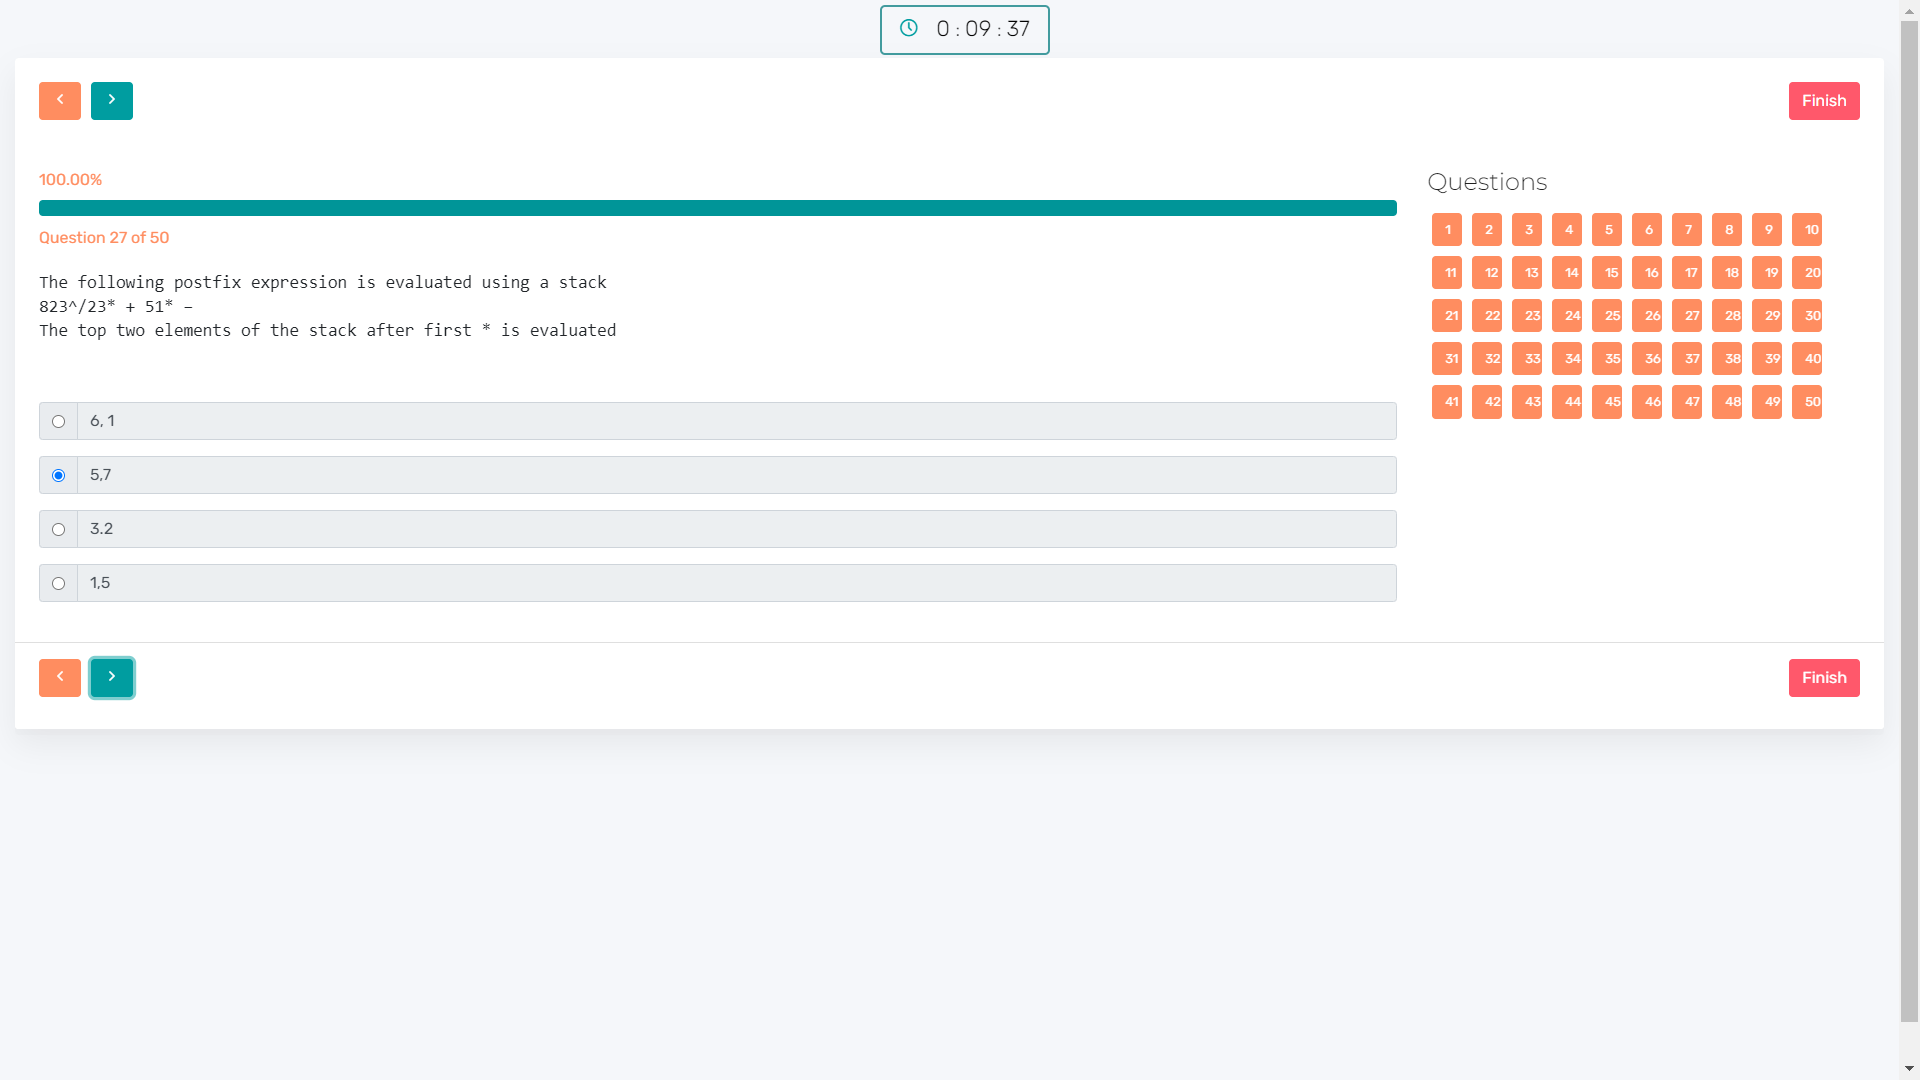 0 : 09 : 37
Finish
100.00%
Question 27 of 50
The following postfix expression is evaluated using a stack
823^/23* + 51* −
The top two elements of the stack after first * is evaluated
6, 1
5,7
3.2
1,5
Questions
1 2 3 4 5 6 7 8 9 10
11 12 13 14 15 16 17 18 19 20
21 22 23 24 25 26 27 28 29 30
31 32 33 34 35 36 37 38 39 40
41 42 43 44 45 46 47 48 49 50
Finish